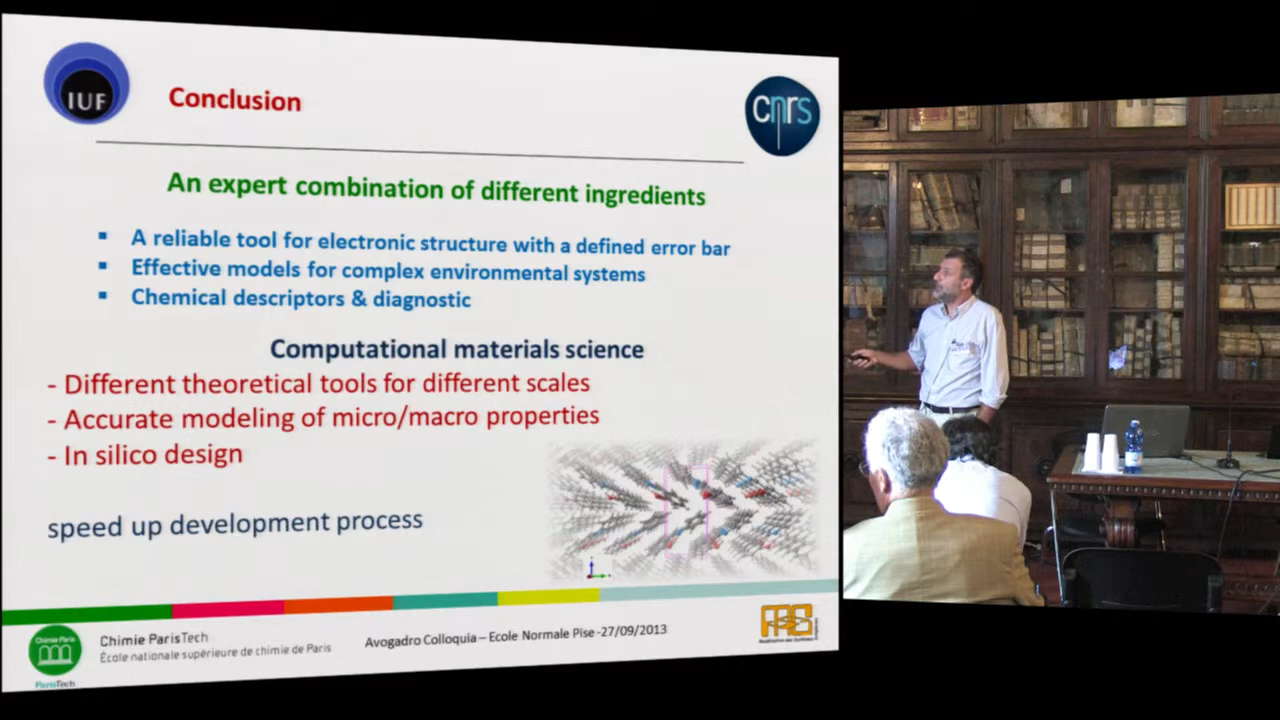 IUF
Conclusion
cnrs
An expert combination of different ingredients
▪ A reliable tool for electronic structure with a defined error bar
▪ Effective models for complex environmental systems
▪ Chemical descriptors & diagnostic
Computational materials science
- Different theoretical tools for different scales
- Accurate modeling of micro/macro properties
- In silico design
speed up development process
Chimie Paris
ParisTech
Chimie ParisTech
École nationale supérieure de chimie de Paris
Avogadro Colloquia – Ecole Normale Pise -27/09/2013